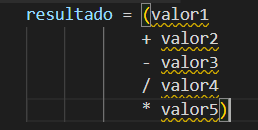 resultado = (valor1
+ valor2
- valor3
/ valor4
* valor5)